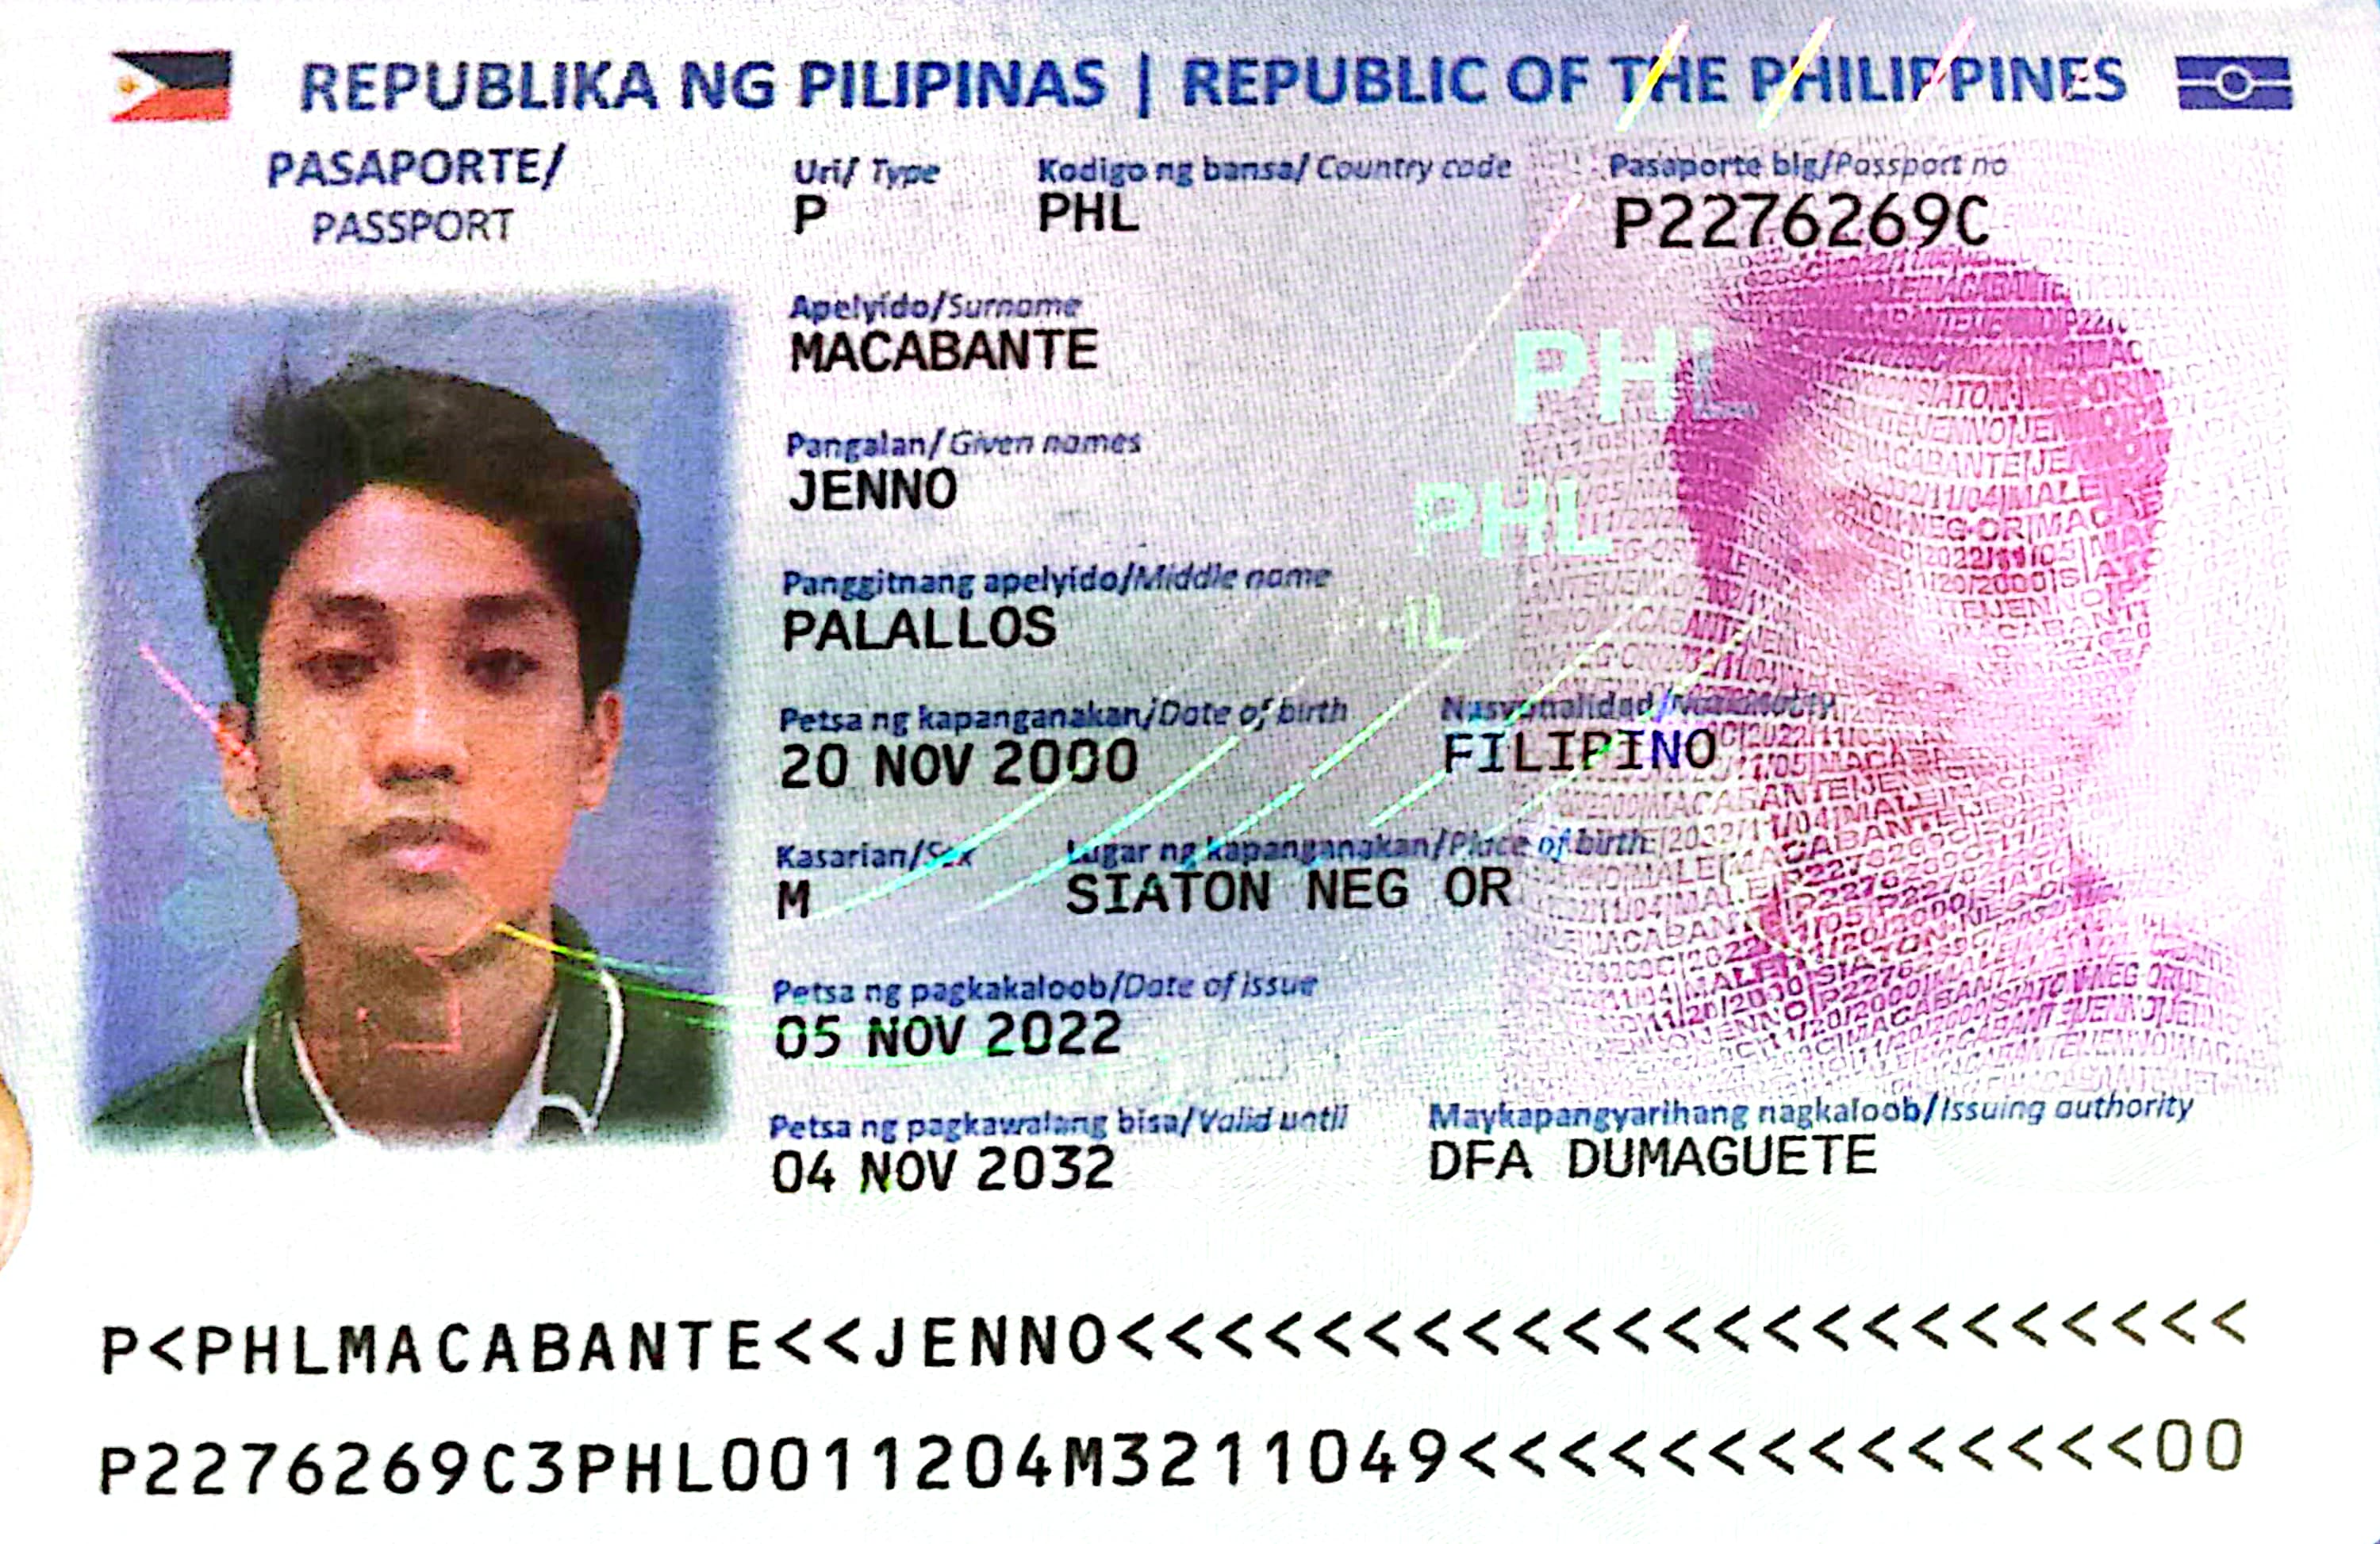 REPUBLIKA NG PILIPINAS | REPUBLIC OF THE PHILIPPINES
PASAPORTE/
PASSPORT
Uri/ Type
P
Kodigo ng bansa/ Country code
PHL
Pasaporte blg/Passport no
P2276269C
Apelyido/Surname
MACABANTE
Pangalan/ Given names
JENNO
Panggitnang apelyido/Middle name
PALALLOS
Petsa ng kapanganakan/Date of birth
20 NOV 2000
Nasyonalidad/Nationality
FILIPINO
Kasarian/Sex
M
Lugar ng kapanganakan/Place of birth
SIATON NEG OR
Petsa ng pagkakaloob/Date of issue
05 NOV 2022
Petsa ng pagkawalang bisa/Valid until
04 NOV 2032
Maykapangyarihang nagkaloob/Issuing authority
DFA DUMAGUETE
PHL
PHL
P<PHLMACABANTE<<JENNO<<<<<<<<<<<<<<<<<<<<<<<
P2276269C3PHL0011204M3211049<<<<<<<<<<<<<<00